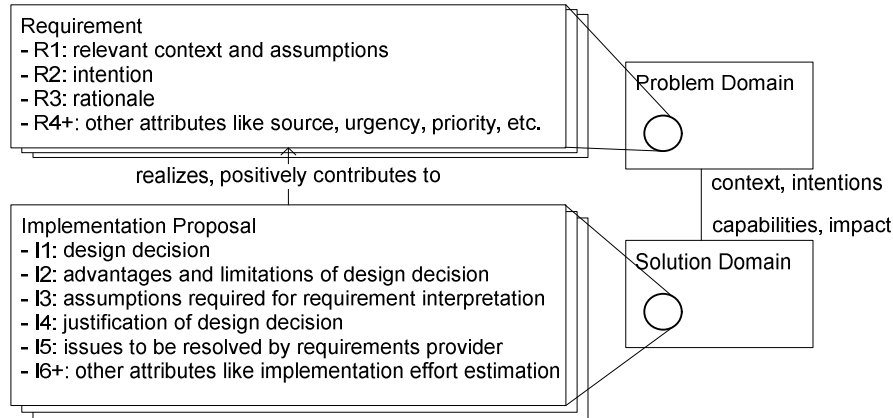 Requirement
- R1: relevant context and assumptions
- R2: intention
- R3: rationale
- R4+: other attributes like source, urgency, priority, etc.
Problem Domain
realizes, positively contributes to
context, intentions
capabilities, impact
Implementation Proposal
- I1: design decision
- I2: advantages and limitations of design decision
- I3: assumptions required for requirement interpretation
- I4: justification of design decision
- I5: issues to be resolved by requirements provider
- I6+: other attributes like implementation effort estimation
Solution Domain